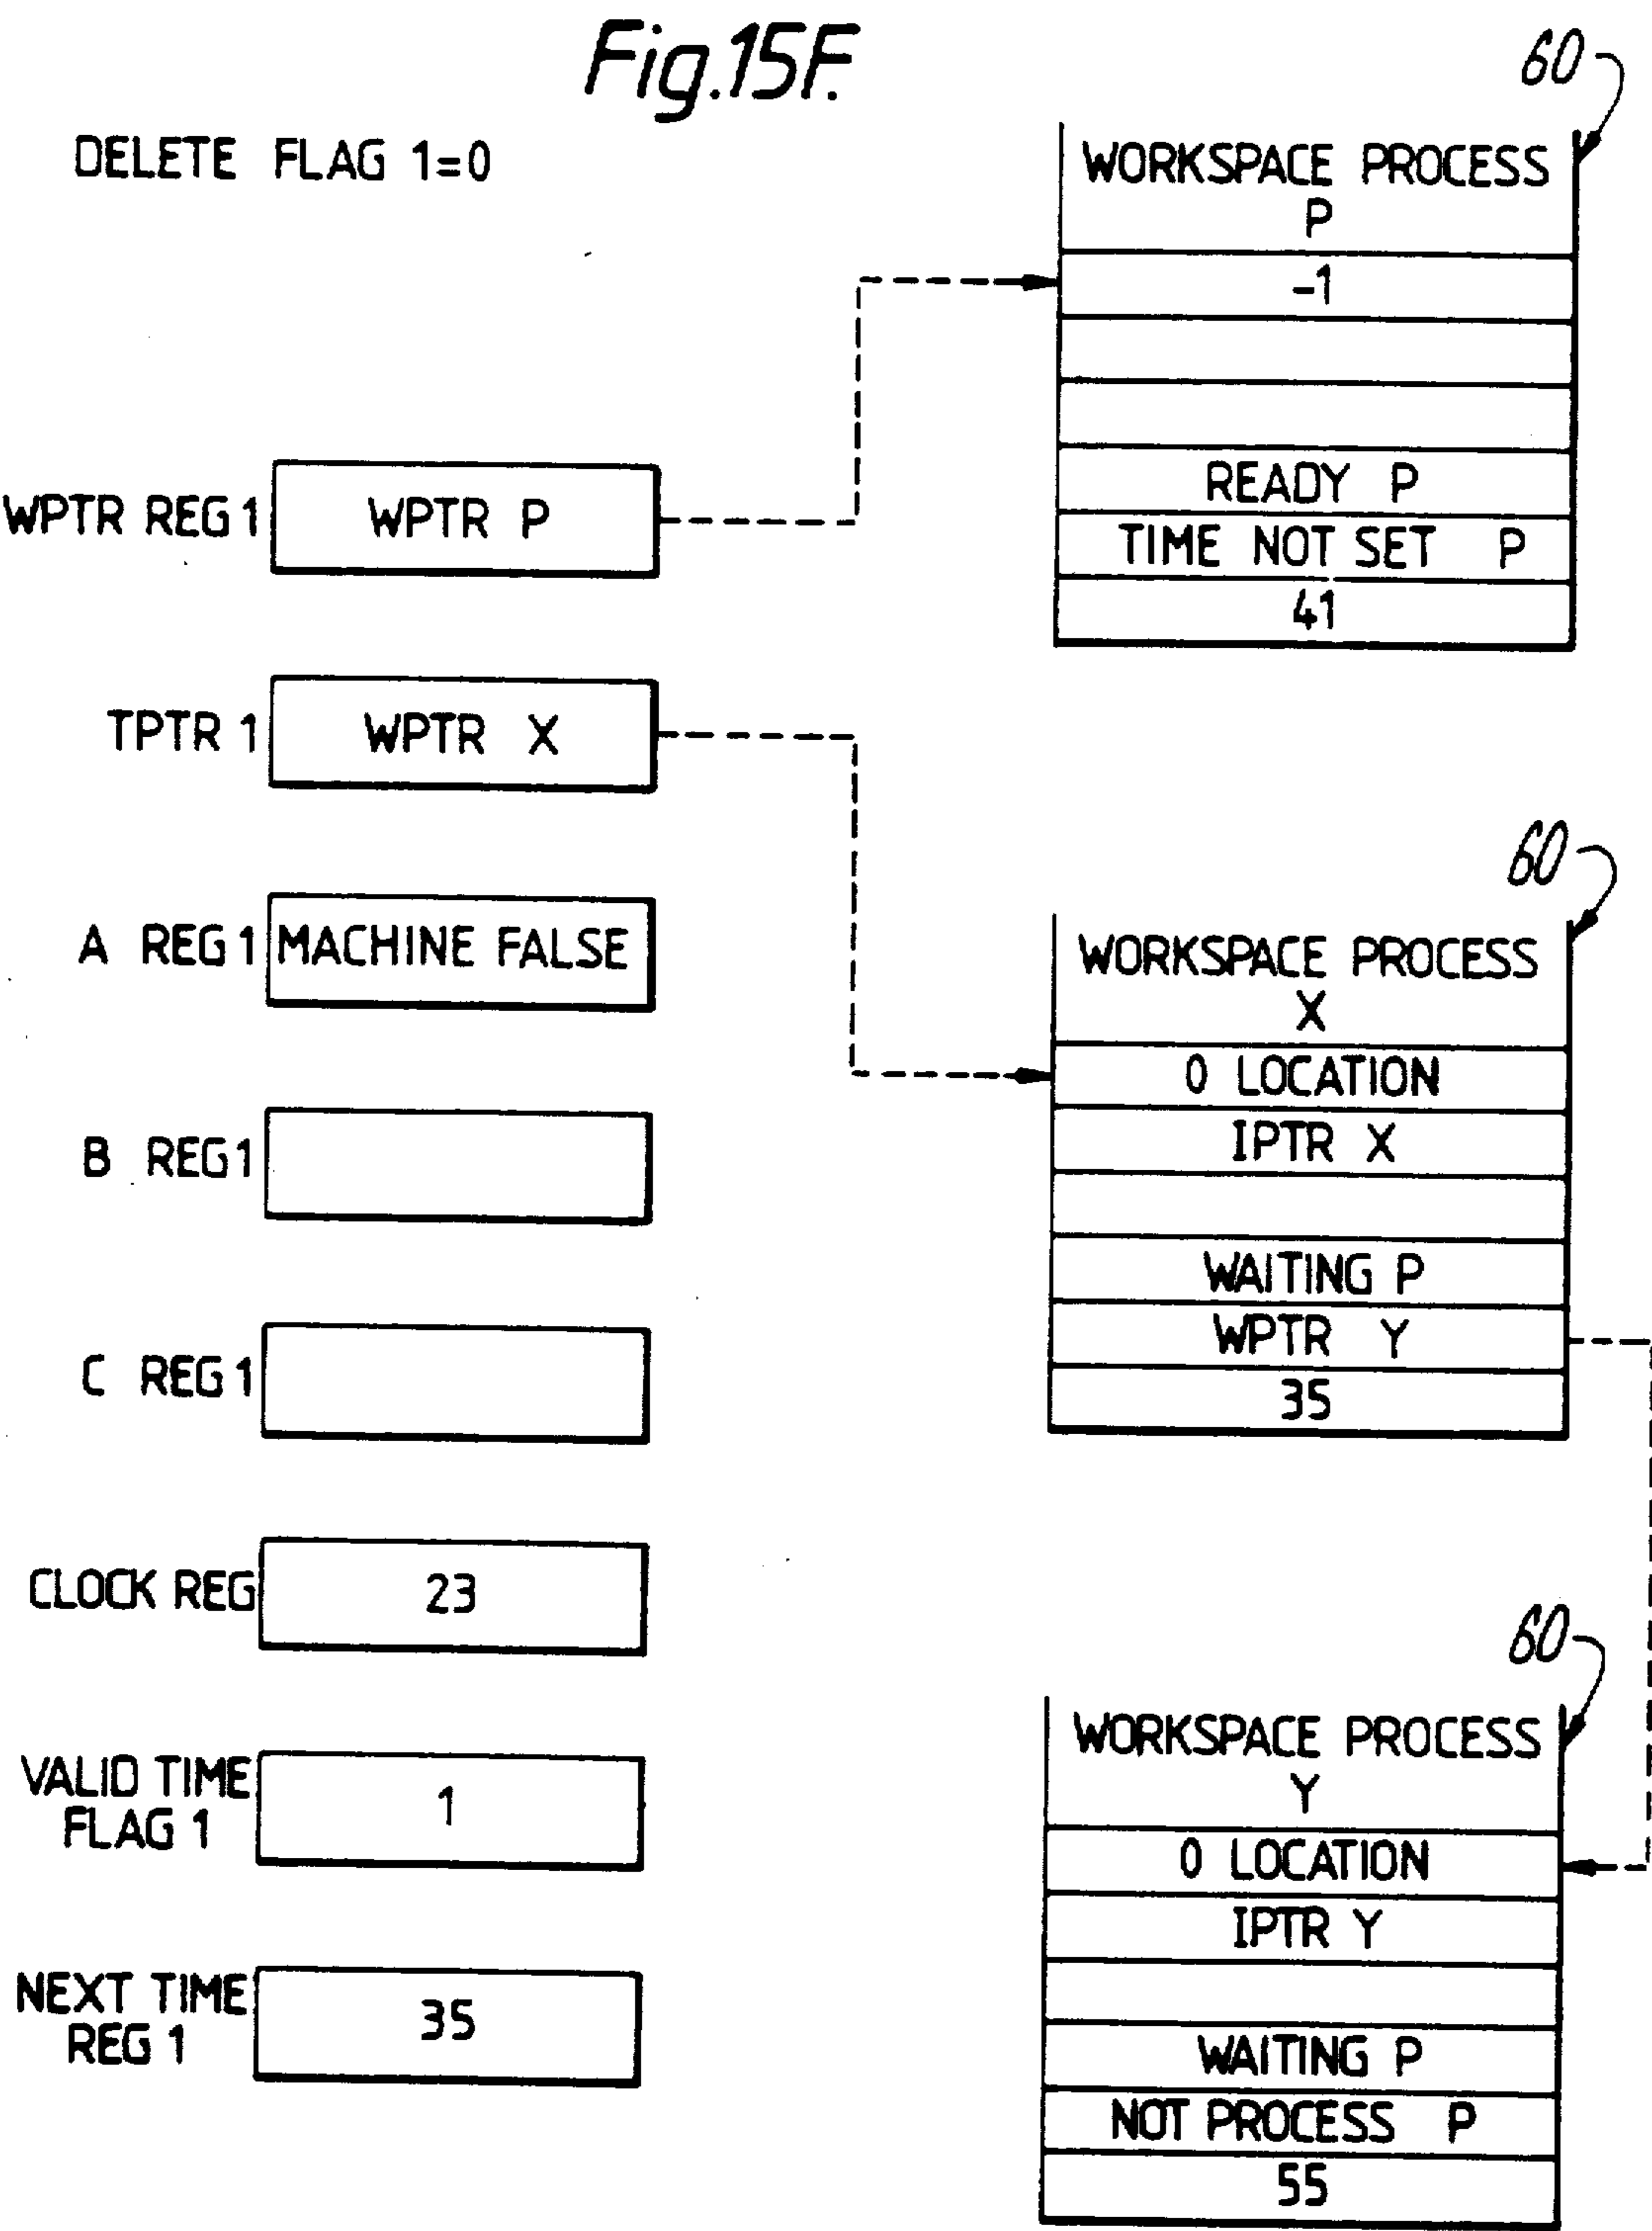 Fig.15F.
60
DELETE FLAG 1=0
WORKSPACE PROCESS
P
-1
READY P
TIME NOT SET P
41
WPTR REG 1
WPTR P
TPTR 1
WPTR X
60
A REG 1
MACHINE FALSE
WORKSPACE PROCESS
X
0 LOCATION
IPTR X
WAITING P
WPTR Y
35
B REG 1
C REG 1
CLOCK REG
23
60
VALID TIME
FLAG 1
1
WORKSPACE PROCESS
Y
0 LOCATION
IPTR Y
WAITING P
NOT PROCESS P
55
NEXT TIME
REG 1
35